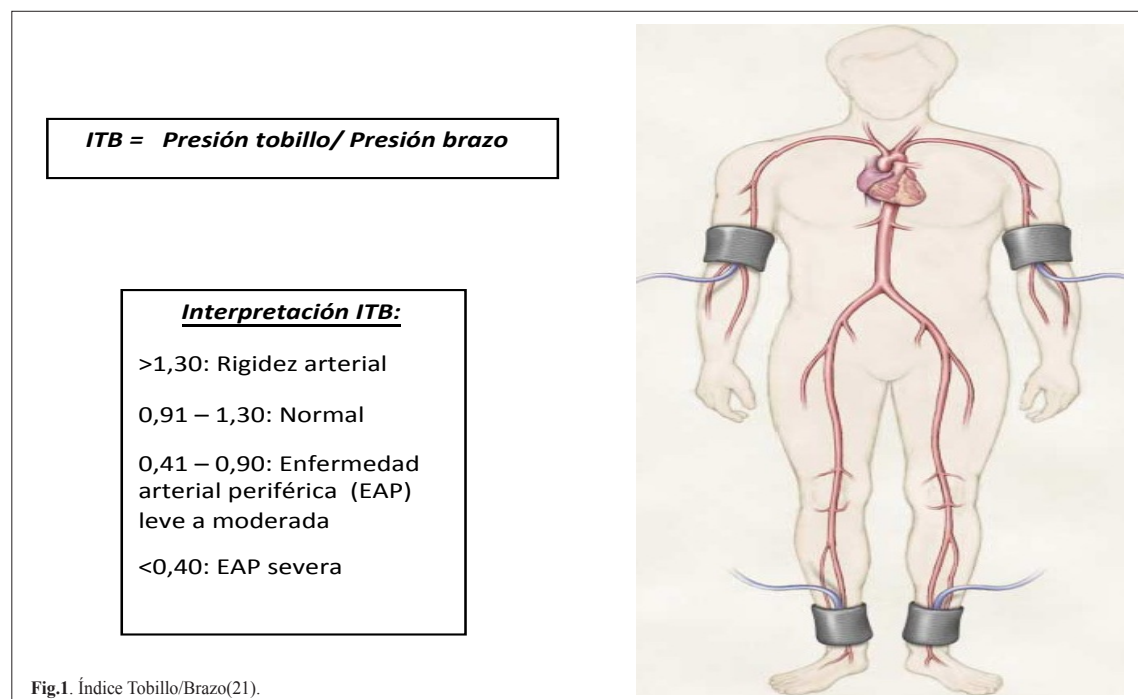 ITB = Presión tobillo/ Presión brazo
Interpretación ITB:
>1,30: Rigidez arterial
0,91 – 1,30: Normal
0,41 – 0,90: Enfermedad
arterial periférica (EAP)
leve a moderada
<0,40: EAP severa
Fig.1. Índice Tobillo/Brazo(21).